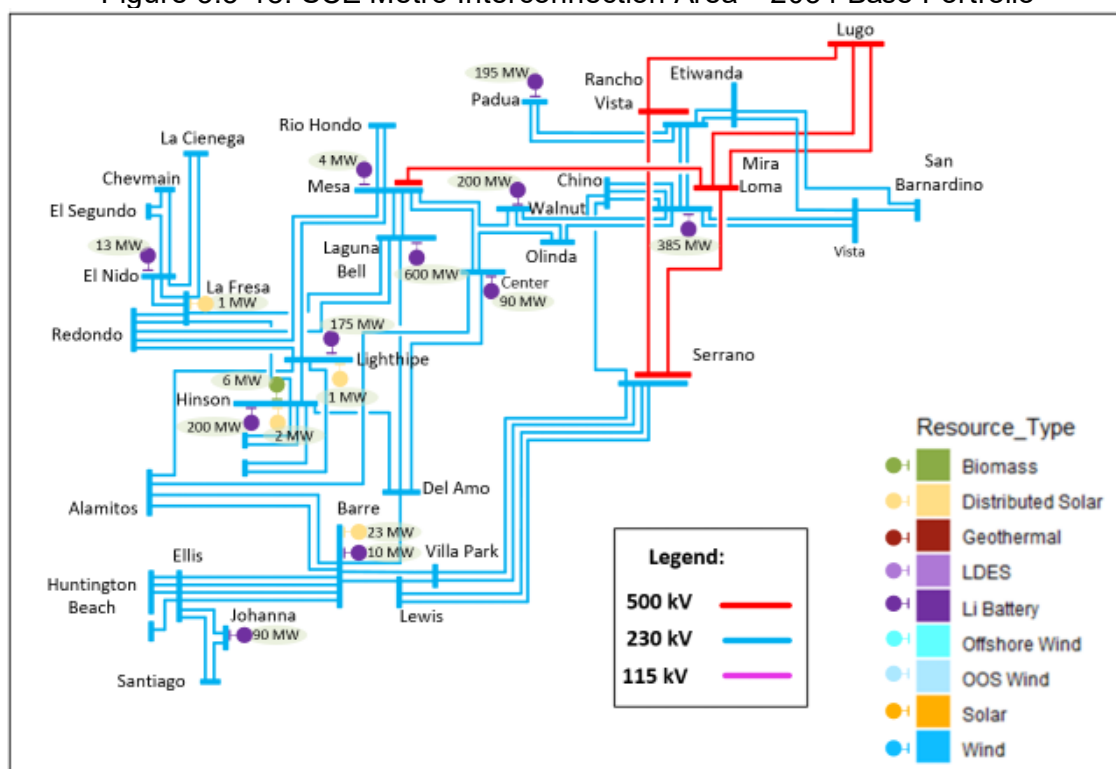 Lugo
Etiwanda
195 MW
Rancho
Vista
Padua
Rio Hondo
La Cienega
4 MW
Mira
Loma
San
Barnardino
Chevmain
Mesa
200 MW
Chino
Walnut
El Segundo
13 MW
Laguna
Bell
Olinda
385 MW
Vista
El Nido
La Fresa
600 MW
Center
90 MW
1 MW
Redondo
175 MW
Lighthipe
Serrano
6 MW
1 MW
Hinson
200 MW
2 MW
Resource_Type
Biomass
Distributed Solar
Geothermal
LDES
Li Battery
Offshore Wind
OOS Wind
Solar
Wind
Del Amo
Alamitos
Barre
23 MW
10 MW
Villa Park
Legend:
500 kV
230 kV
115 kV
Ellis
Huntington
Beach
Johanna
90 MW
Lewis
Santiago